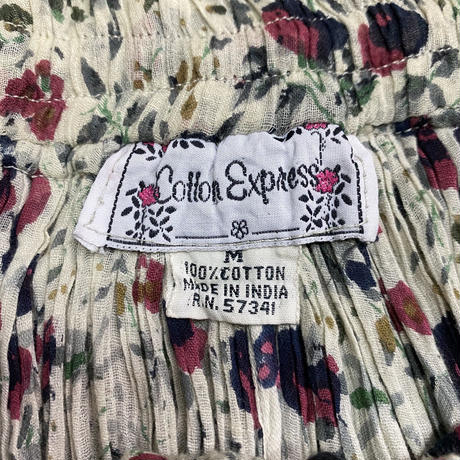 Cotton Express
M
100% COTTON
MADE IN INDIA
R.N. 57341